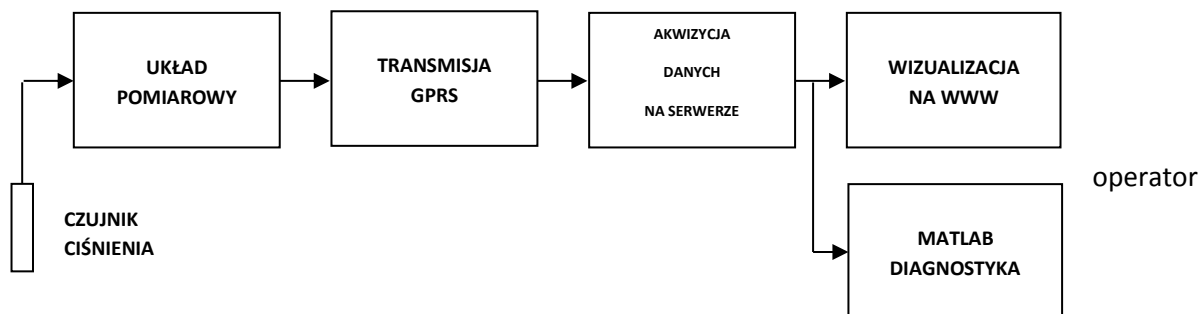 UKŁAD
POMIAROWY
TRANSMISJA
GPRS
AKWIZYCJA
DANYCH
NA SERWERZE
WIZUALIZACJA
NA WWW
operator
CZUJNIK
CIŚNIENIA
MATLAB
DIAGNOSTYKA